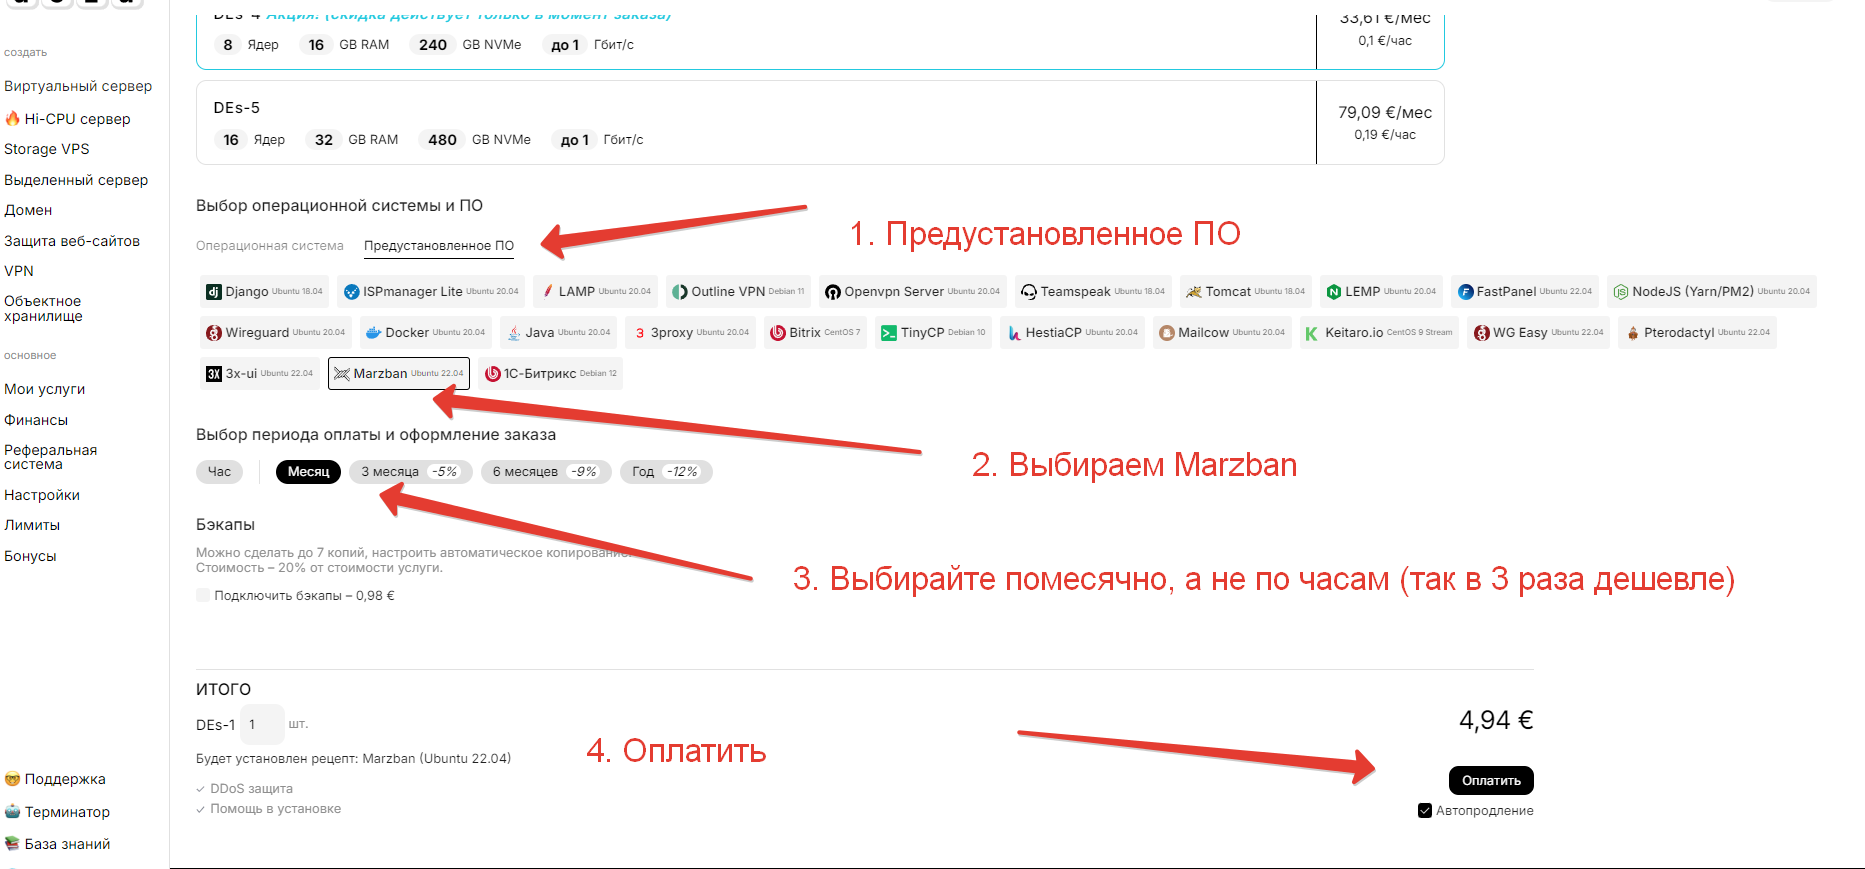 создать
Виртуальный сервер
Hi-CPU сервер
Storage VPS
Выделенный сервер
Домен
Защита веб-сайтов
VPN
Объектное
хранилище
основное
Мои услуги
Финансы
Реферальная
система
Настройки
Лимиты
Бонусы
Поддержка
Терминатор
База знаний
DEs-4 Акция! (скидка действует только в момент заказа)
8 Ядер 16 GB RAM 240 GB NVMe до 1 Гбит/с
33,61 €/мес
0,1 €/час
DEs-5
16 Ядер 32 GB RAM 480 GB NVMe до 1 Гбит/с
79,09 €/мес
0,19 €/час
Выбор операционной системы и ПО
Операционная система Предустановленное ПО
1. Предустановленное ПО
Django Ubuntu 18.04 ISPmanager Lite Ubuntu 20.04 LAMP Ubuntu 20.04 Outline VPN Debian 11 Openvpn Server Ubuntu 20.04 Teamspeak Ubuntu 18.04 Tomcat Ubuntu 18.04 LEMP Ubuntu 20.04 FastPanel Ubuntu 22.04 NodeJS (Yarn/PM2) Ubuntu 20.04
Wireguard Ubuntu 20.04 Docker Ubuntu 20.04 Java Ubuntu 20.04 3proxy Ubuntu 20.04 Bitrix CentOS 7 TinyCP Debian 10 HestiaCP Ubuntu 20.04 Mailcow Ubuntu 20.04 Keitaro.io CentOS 9 Stream WG Easy Ubuntu 22.04 Pterodactyl Ubuntu 22.04
3x-ui Ubuntu 22.04 Marzban Ubuntu 22.04 1С-Битрикс Debian 12
Выбор периода оплаты и оформление заказа
2. Выбираем Marzban
Час Месяц 3 месяца -5% 6 месяцев -9% Год -12%
Бэкапы
Можно сделать до 7 копий, настроить автоматическое копирование.
Стоимость – 20% от стоимости услуги.
3. Выбирайте помесячно, а не по часам (так в 3 раза дешевле)
Подключить бэкапы – 0,98 €
ИТОГО
DEs-1 1 шт.
4,94 €
4. Оплатить
Будет установлен рецепт: Marzban (Ubuntu 22.04)
Оплатить
DDoS защита
Помощь в установке
Автопродление